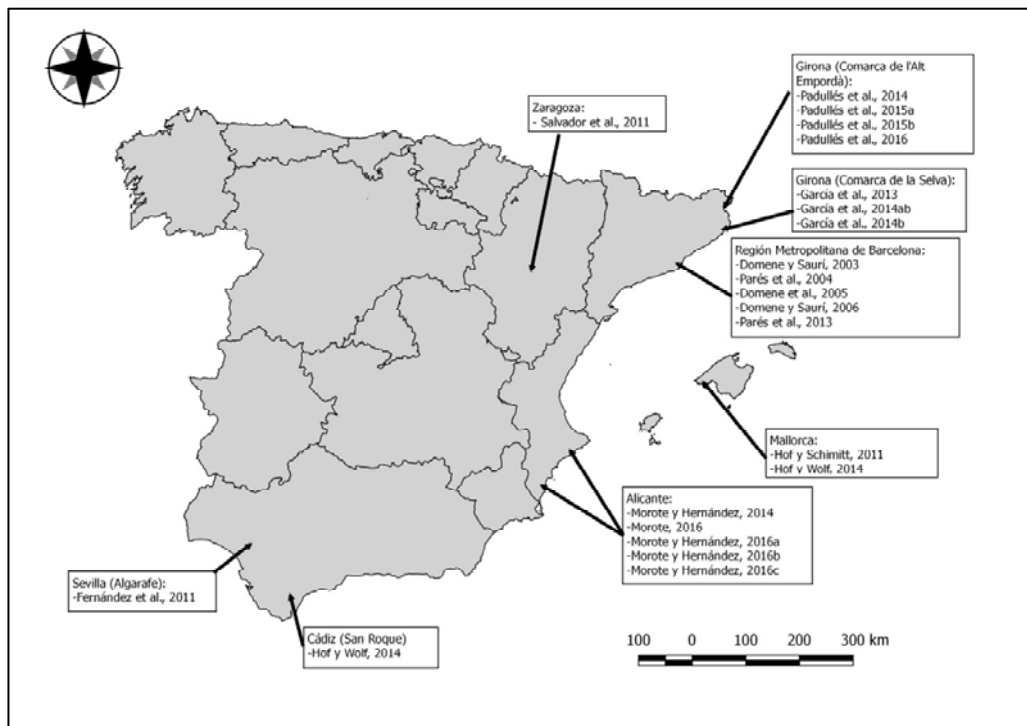 Girona (Comarca de l'Alt
Empordà):
-Padullés et al., 2014
-Padullés et al., 2015a
-Padullés et al., 2015b
-Padullés et al., 2016
Zaragoza:
- Salvador et al., 2011
Girona (Comarca de la Selva):
-García et al., 2013
-García et al., 2014ab
-García et al., 2014b
Región Metropolitana de Barcelona:
-Domene y Saurí, 2003
-Parés et al., 2004
-Domene et al., 2005
-Domene y Saurí, 2006
-Parés et al., 2013
Mallorca:
-Hof y Schimitt, 2011
-Hof y Wolf, 2014
Alicante:
-Morote y Hernández, 2014
-Morote, 2016
-Morote y Hernández, 2016a
-Morote y Hernández, 2016b
-Morote y Hernández, 2016c
Sevilla (Algarafe):
-Fernández et al., 2011
Cádiz (San Roque)
-Hof y Wolf, 2014
100 0 100 200 300 km